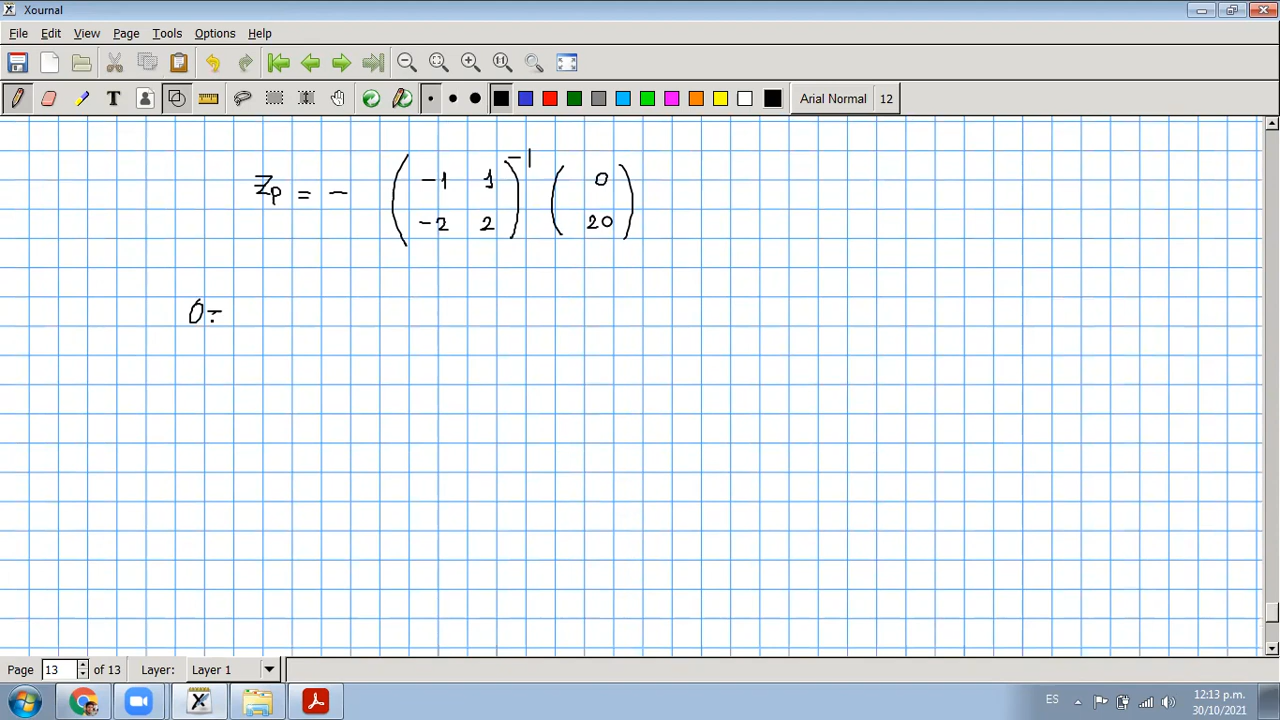 Xournal
File Edit View Page Tools Options Help
Arial Normal 12
Zp = - ( -1 1 )^-1 ( 0 )
( -2 2 ) ( 20 )
0=
Page 13 of 13 Layer: Layer 1
ES 12:13 p.m.
30/10/2021